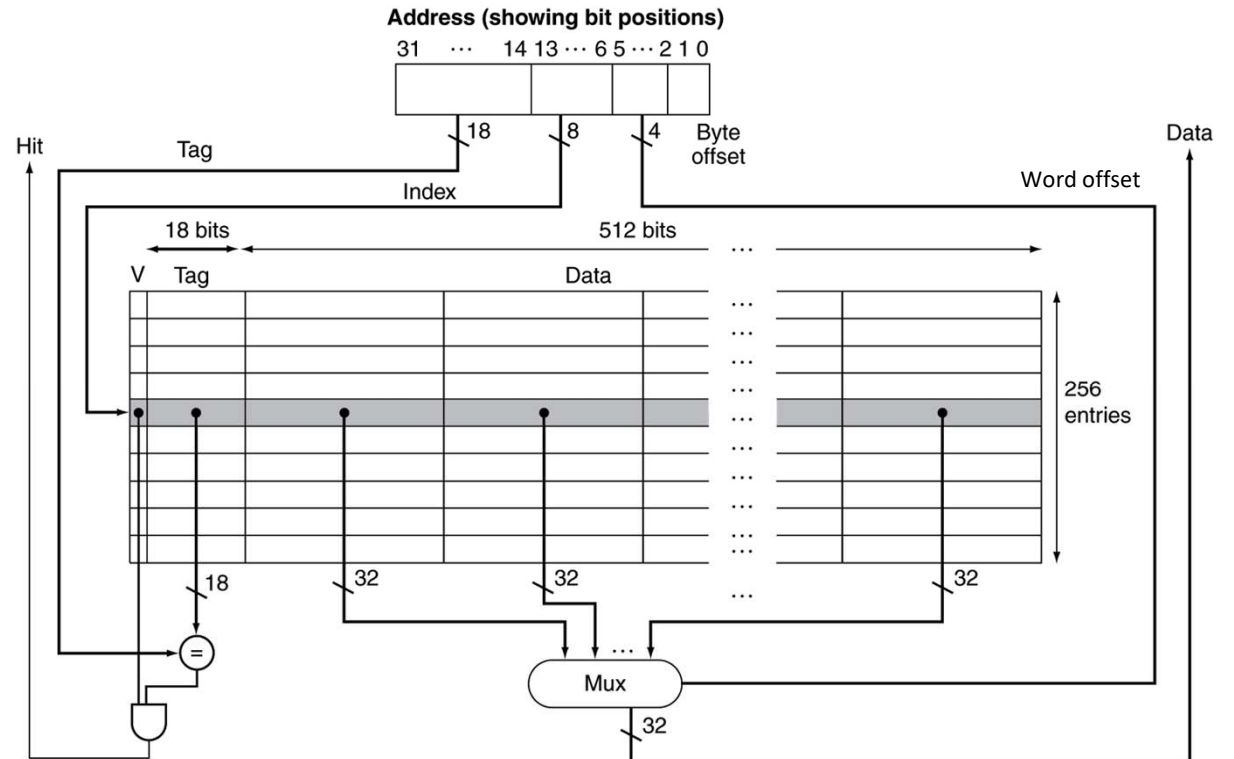 Address (showing bit positions)
31 ··· 14 13 ··· 6 5 ··· 2 1 0
18 8 4 Byte
offset
Hit
Tag
Data
Index
Word offset
18 bits
512 bits
···
V Tag Data
···
···
···
···
···
···
···
···
···
···
256
entries
18 32 32 ··· 32
=
···
Mux
32